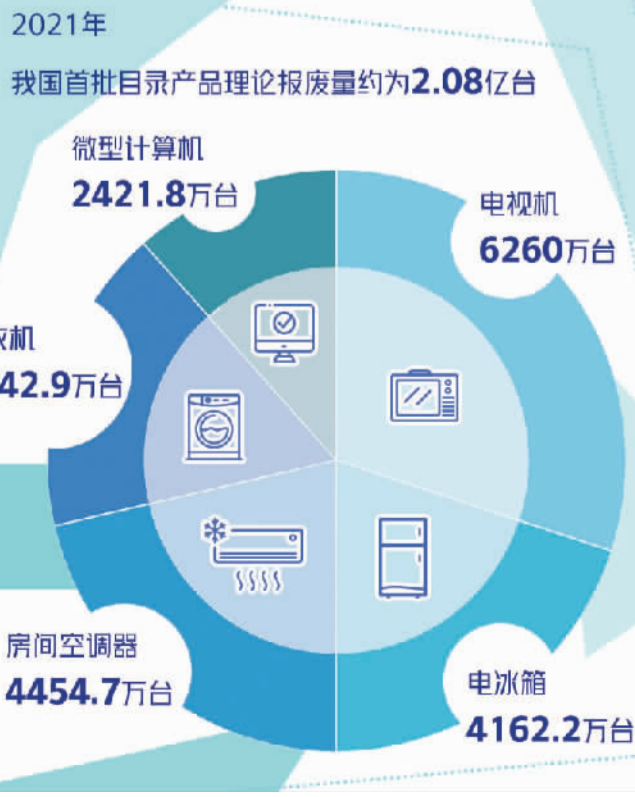 2021年
我国首批目录产品理论报废量约为2.08亿台
微型计算机
2421.8万台
电视机
6260万台
衣机
42.9万台
房间空调器
4454.7万台
电冰箱
4162.2万台